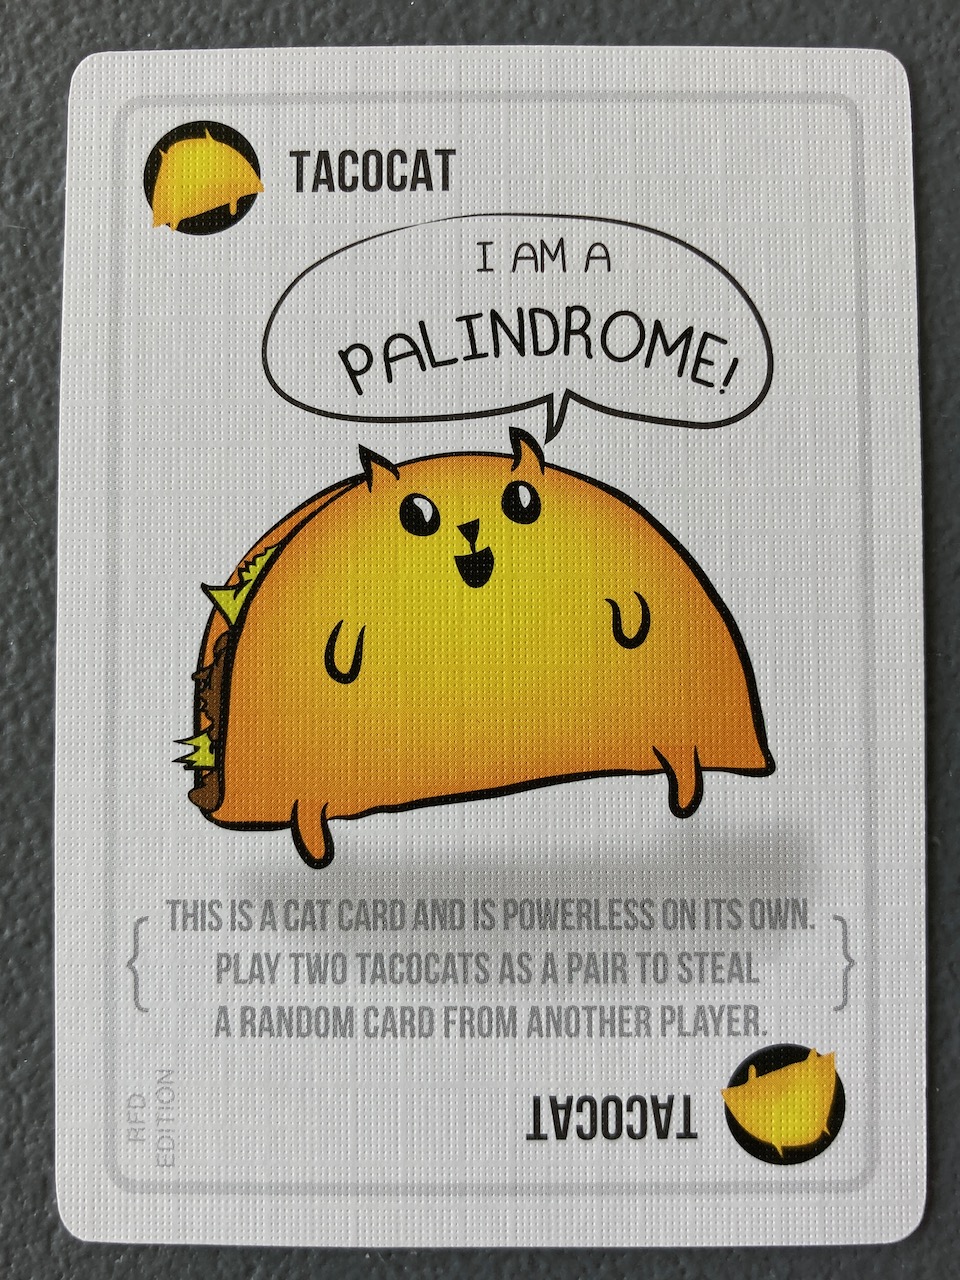 TACOCAT
I AM A
PALINDROME!
THIS IS A CAT CARD AND IS POWERLESS ON ITS OWN.
PLAY TWO TACOCATS AS A PAIR TO STEAL
A RANDOM CARD FROM ANOTHER PLAYER.
RFD
EDITION
TACOCAT